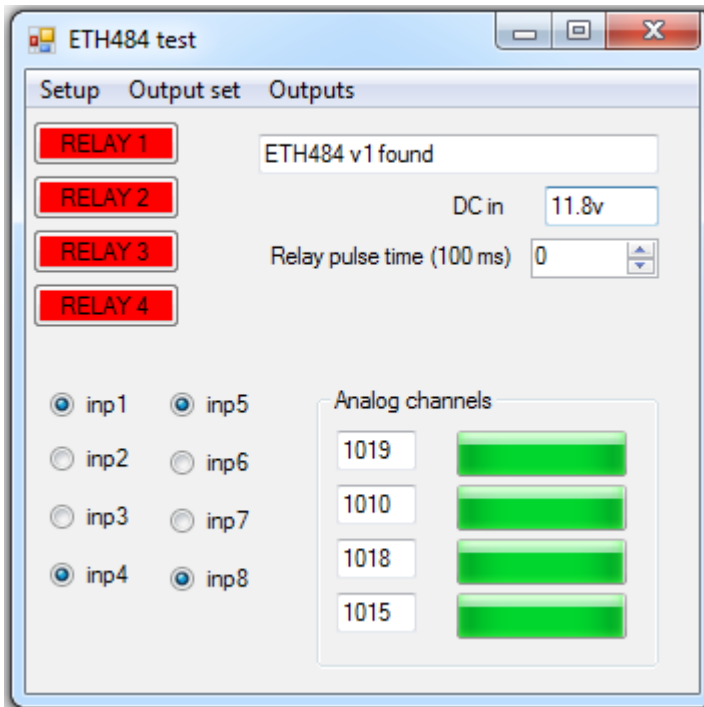 ETH484 test
Setup Output set Outputs
RELAY 1
ETH484 v1 found
RELAY 2
DC in 11.8v
RELAY 3
Relay pulse time (100 ms) 0
RELAY 4
inp1 inp5
inp2 inp6
inp3 inp7
inp4 inp8
Analog channels
1019
1010
1018
1015